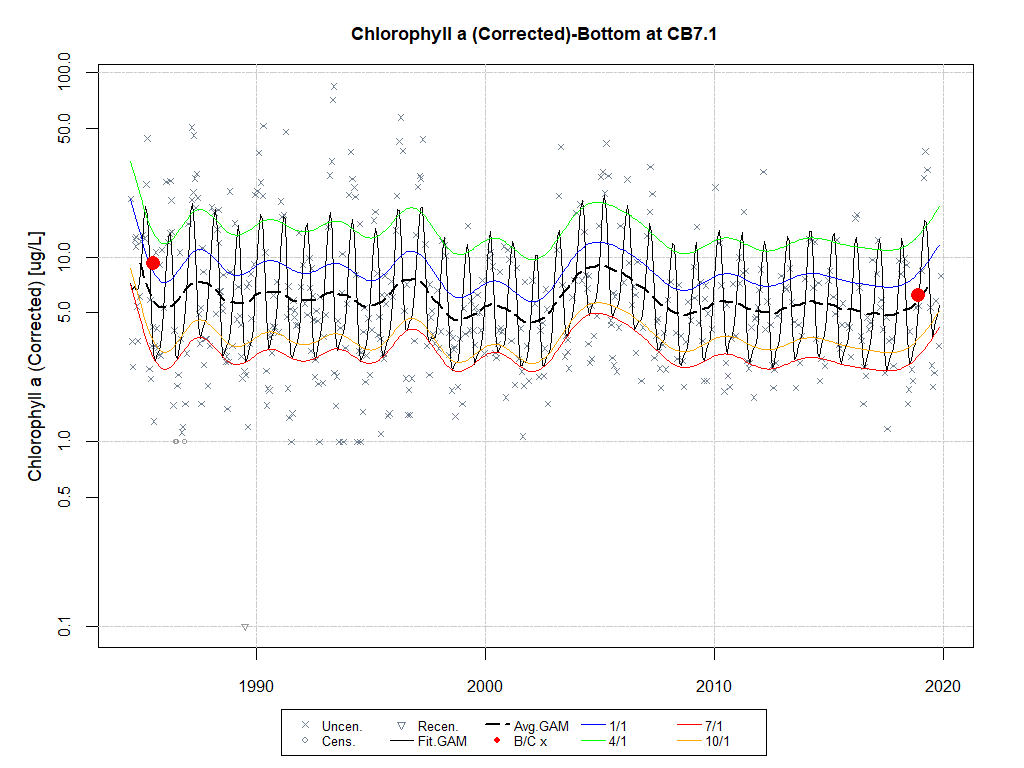 Chlorophyll a (Corrected)-Bottom at CB7.1
Chlorophyll a (Corrected) [ug/L]
100.0
50.0
10.0
5.0
1.0
0.5
0.1
1990 2000 2010 2020
Uncen. Recen. Avg.GAM 1/1 7/1
Cens. Fit.GAM B/C x 4/1 10/1